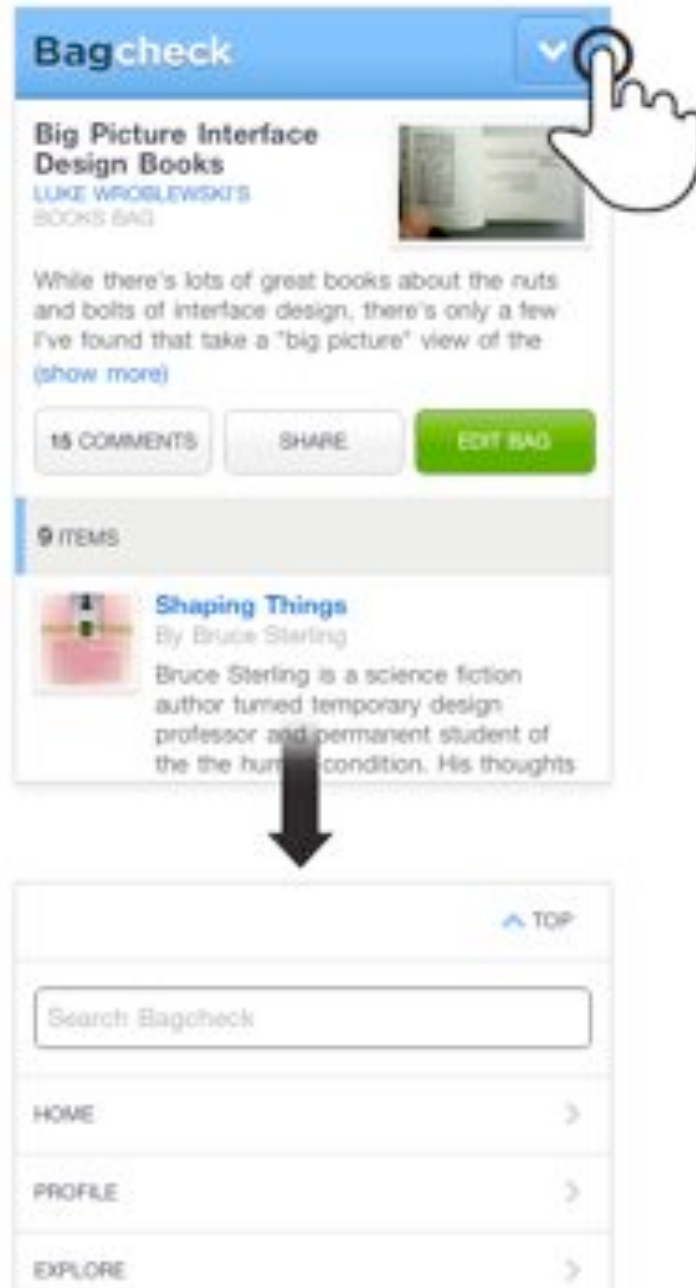 Bagcheck
Big Picture Interface
Design Books
LUKE WROBLEWSKI'S
BOOKS BAG
While there's lots of great books about the nuts
and bolts of interface design, there's only a few
I've found that take a "big picture" view of the
(show more)
15 COMMENTS
SHARE
EDIT BAG
9 ITEMS
Shaping Things
By Bruce Sterling
Bruce Sterling is a science fiction
author turned temporary design
professor and permanent student of
the the human condition. His thoughts
TOP
Search Bagcheck
HOME
PROFILE
EXPLORE